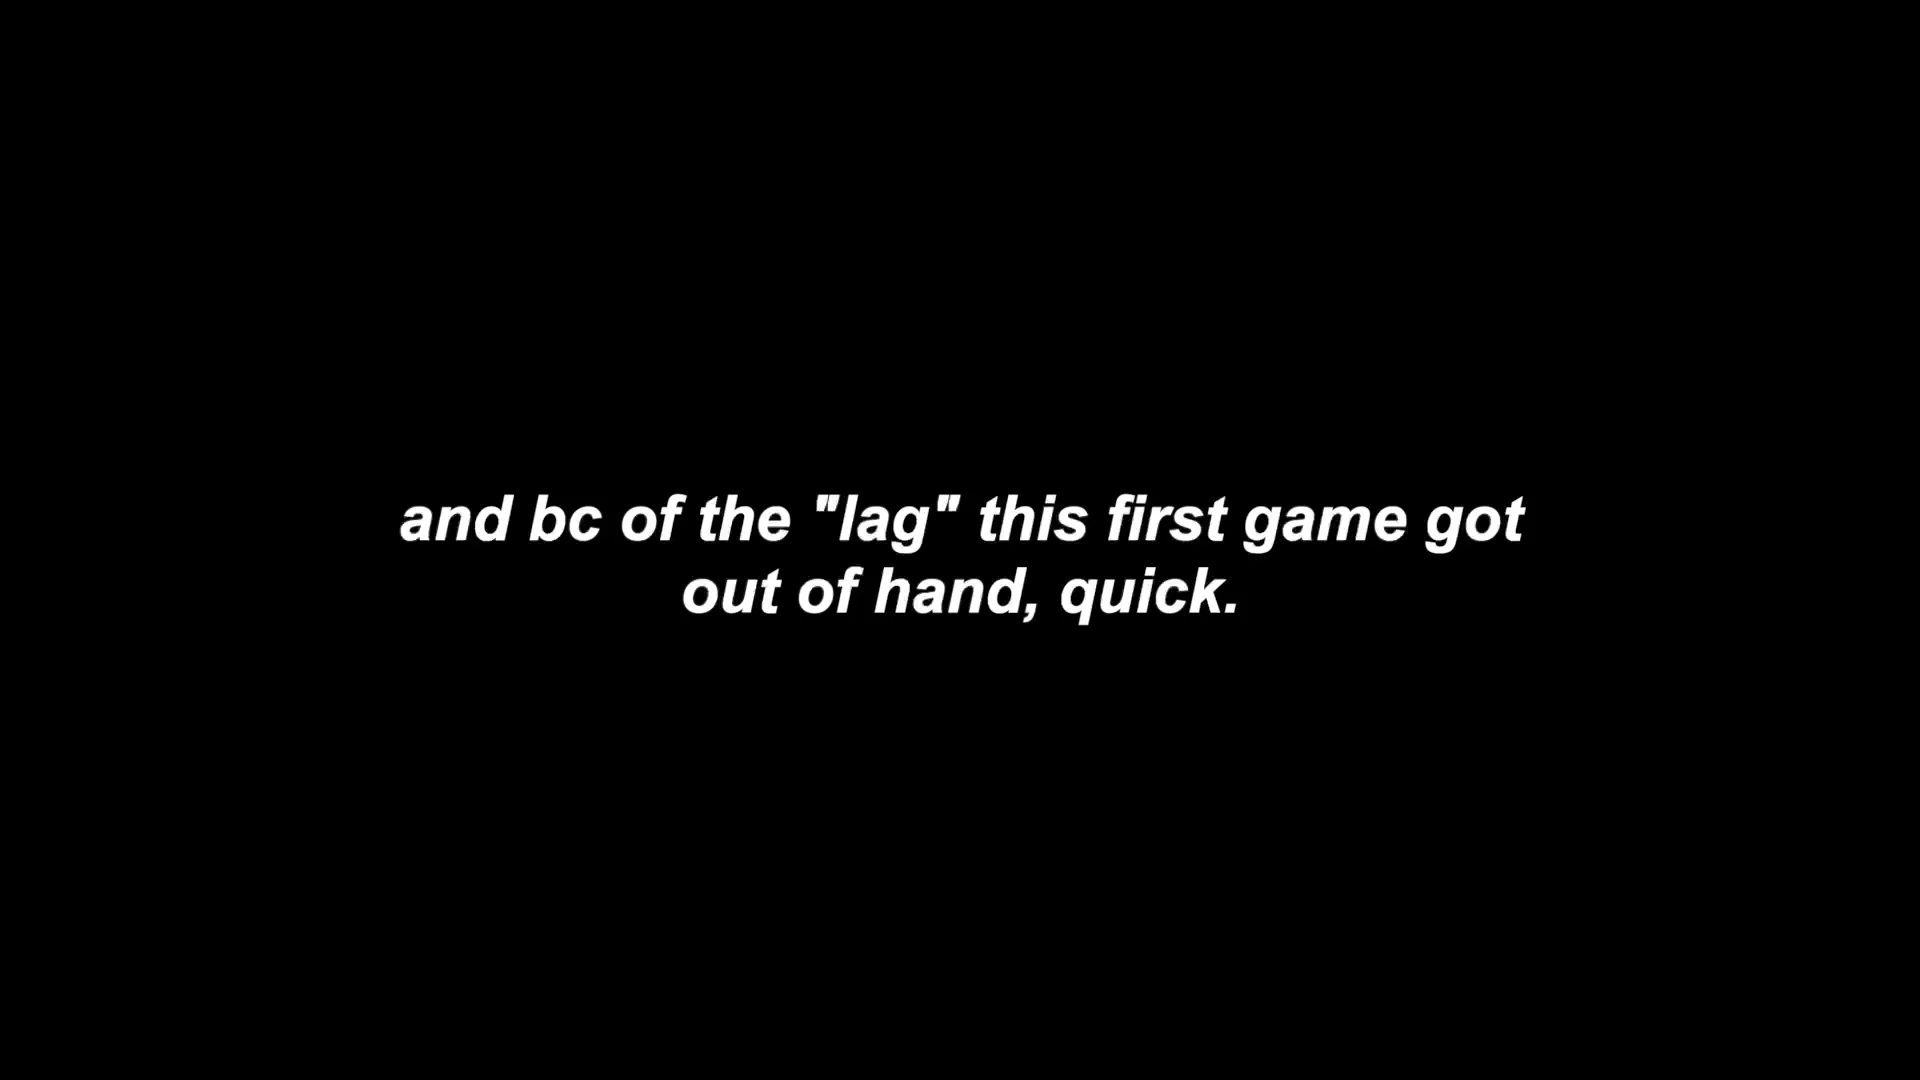 and bc of the "lag" this first game got
out of hand, quick.